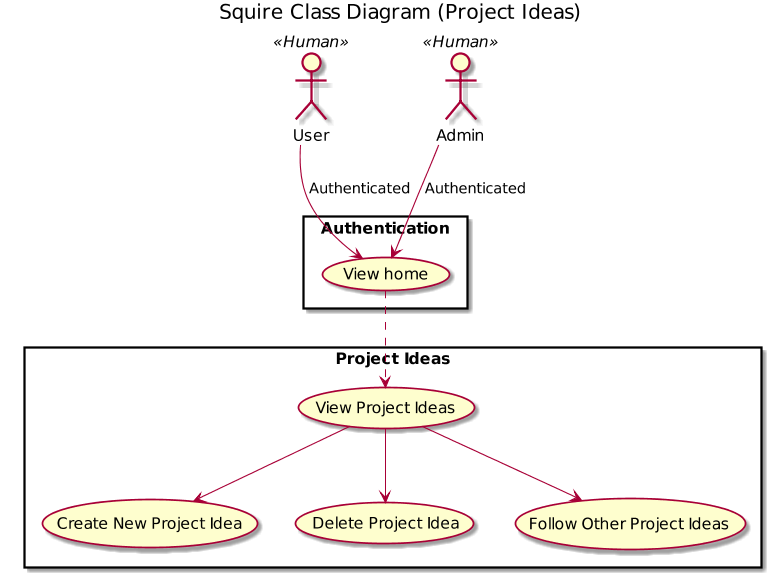 Squire Class Diagram (Project Ideas)
«Human» «Human»
User Admin
Authenticated Authenticated
Authentication
View home
Project Ideas
View Project Ideas
Create New Project Idea Delete Project Idea Follow Other Project Ideas